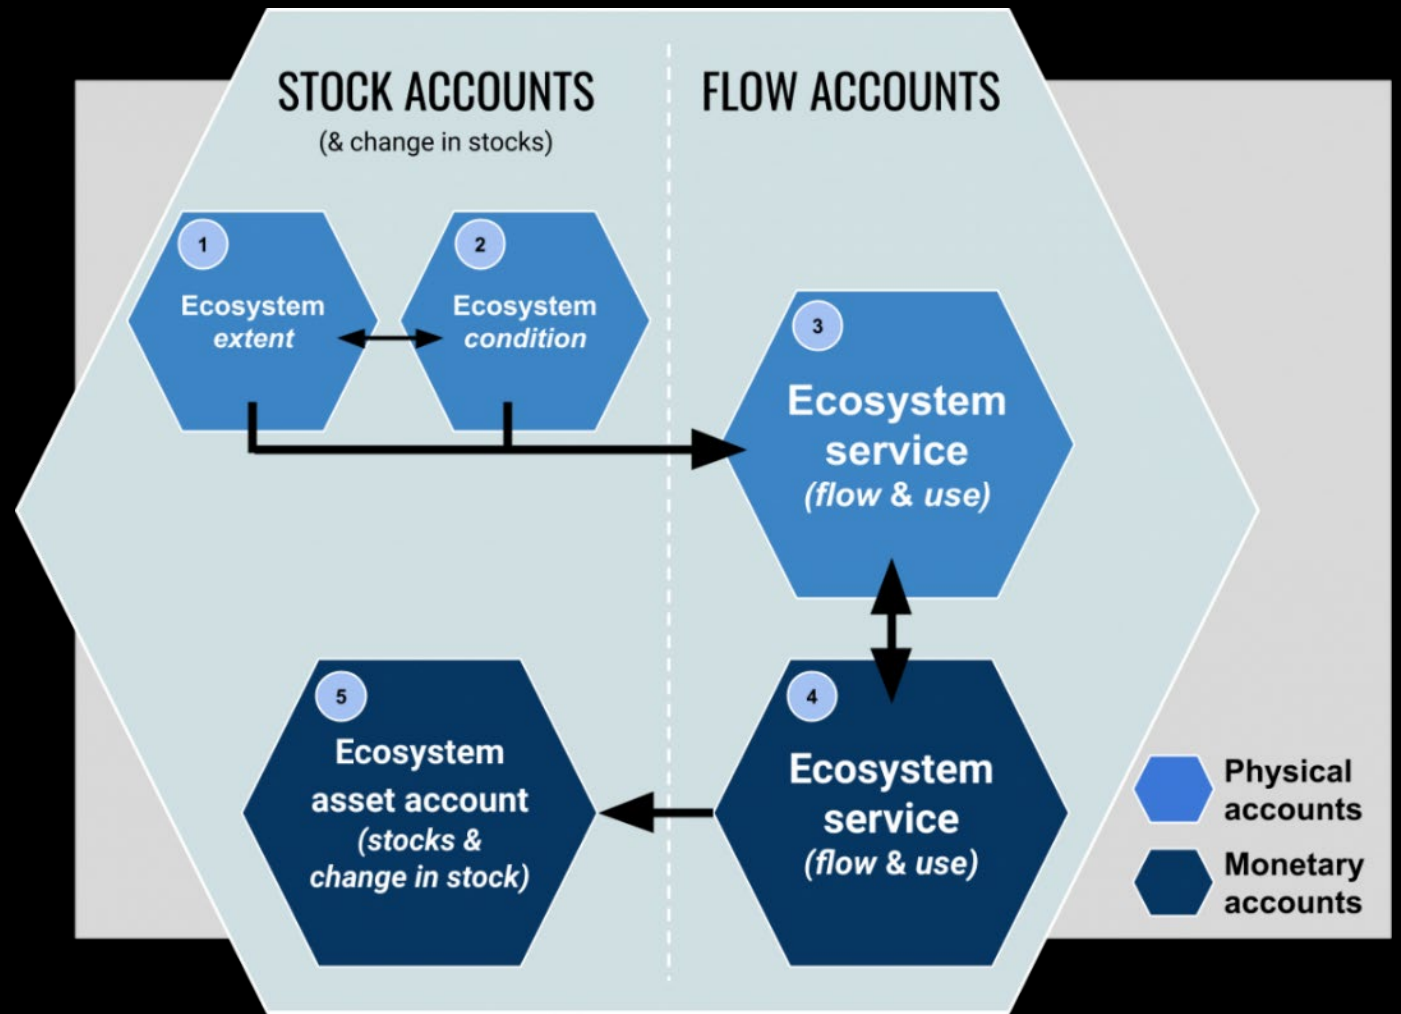 STOCK ACCOUNTS
(& change in stocks)
FLOW ACCOUNTS
1
Ecosystem
extent
2
Ecosystem
condition
3
Ecosystem
service
(flow & use)
5
Ecosystem
asset account
(stocks &
change in stock)
4
Ecosystem
service
(flow & use)
Physical
accounts
Monetary
accounts